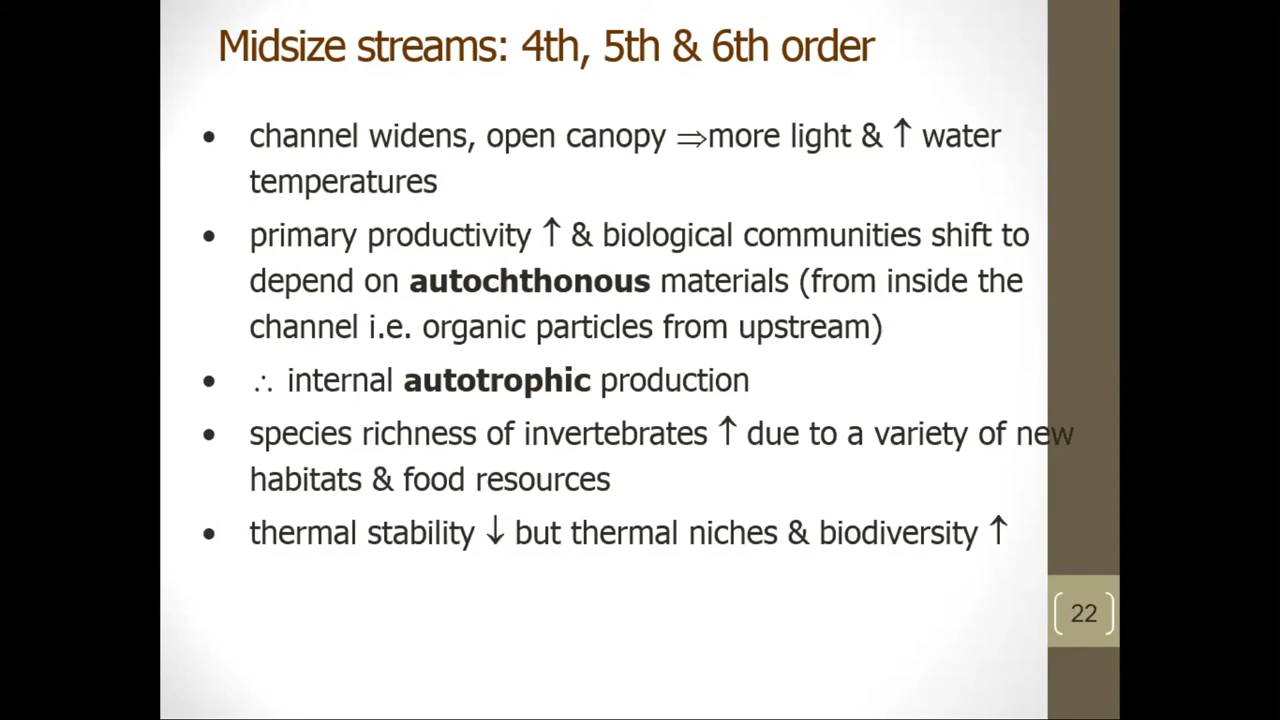 Midsize streams: 4th, 5th & 6th order
• channel widens, open canopy ⇒more light & ↑ water
temperatures
• primary productivity ↑ & biological communities shift to
depend on autochthonous materials (from inside the
channel i.e. organic particles from upstream)
• ∴ internal autotrophic production
• species richness of invertebrates ↑ due to a variety of new
habitats & food resources
• thermal stability ↓ but thermal niches & biodiversity ↑
22